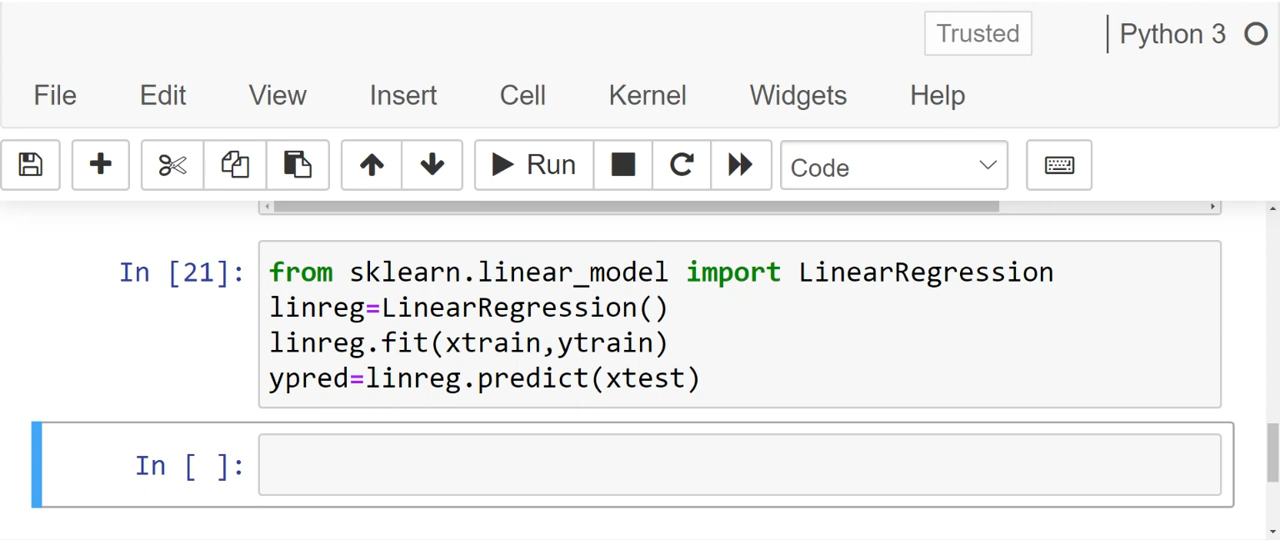 Trusted
Python 3
File Edit View Insert Cell Kernel Widgets Help
Run Code
In [21]:
from sklearn.linear_model import LinearRegression
linreg=LinearRegression()
linreg.fit(xtrain,ytrain)
ypred=linreg.predict(xtest)
In [ ]: